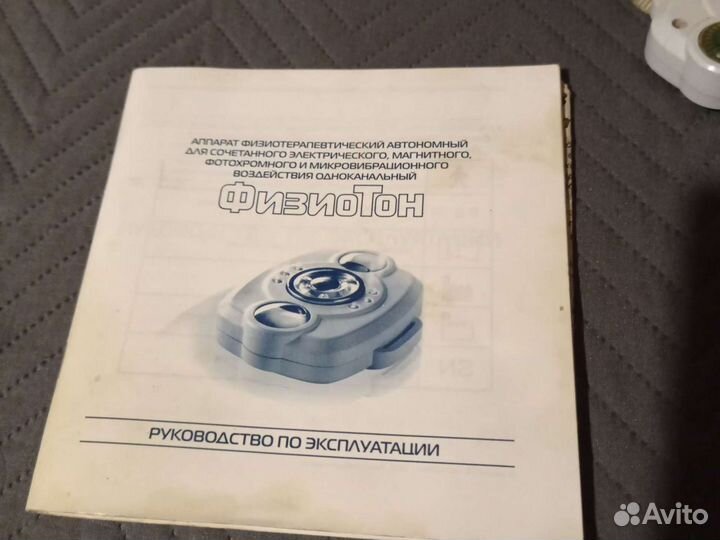 АППАРАТ ФИЗИОТЕРАПЕВТИЧЕСКИЙ АВТОНОМНЫЙ
ДЛЯ СОЧЕТАННОГО ЭЛЕКТРИЧЕСКОГО, МАГНИТНОГО,
ФОТОХРОМНОГО И МИКРОВИБРАЦИОННОГО
ВОЗДЕЙСТВИЯ ОДНОКАНАЛЬНЫЙ
ФизиоТон
РУКОВОДСТВО ПО ЭКСПЛУАТАЦИИ
Avito